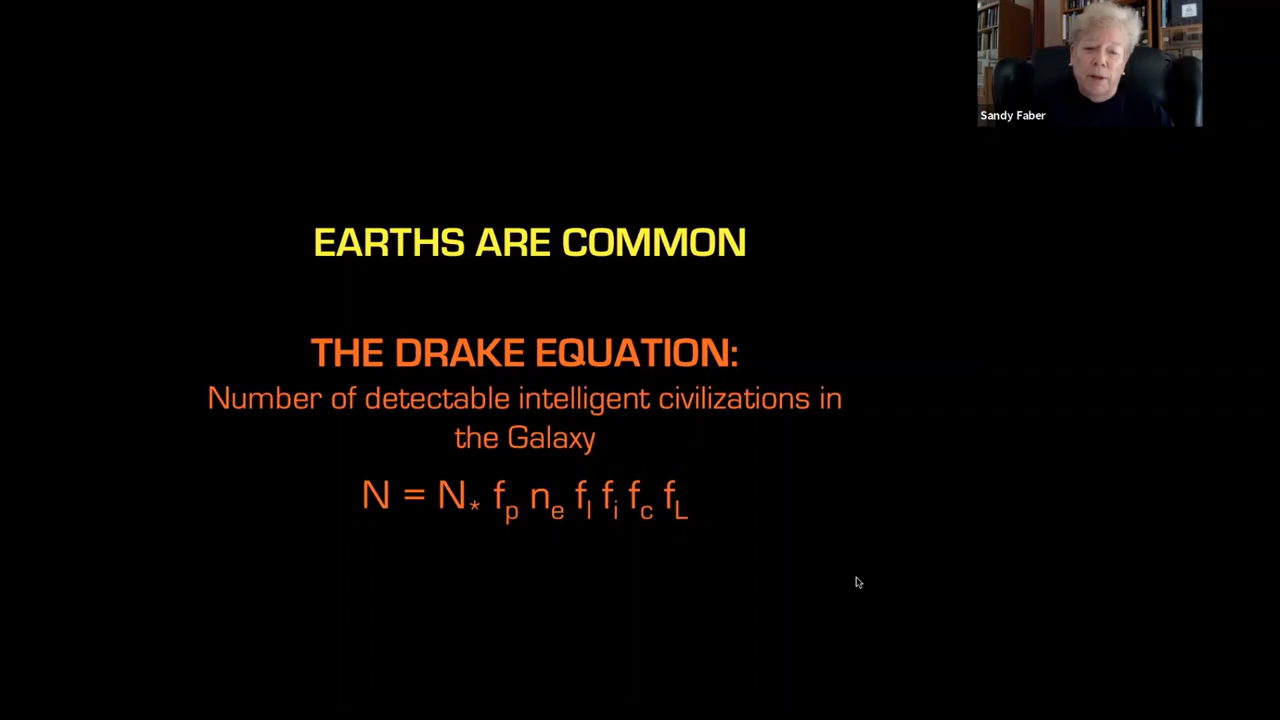 Sandy Faber
EARTHS ARE COMMON
THE DRAKE EQUATION:
Number of detectable intelligent civilizations in
the Galaxy
N = N* fp ne fl fi fc fL